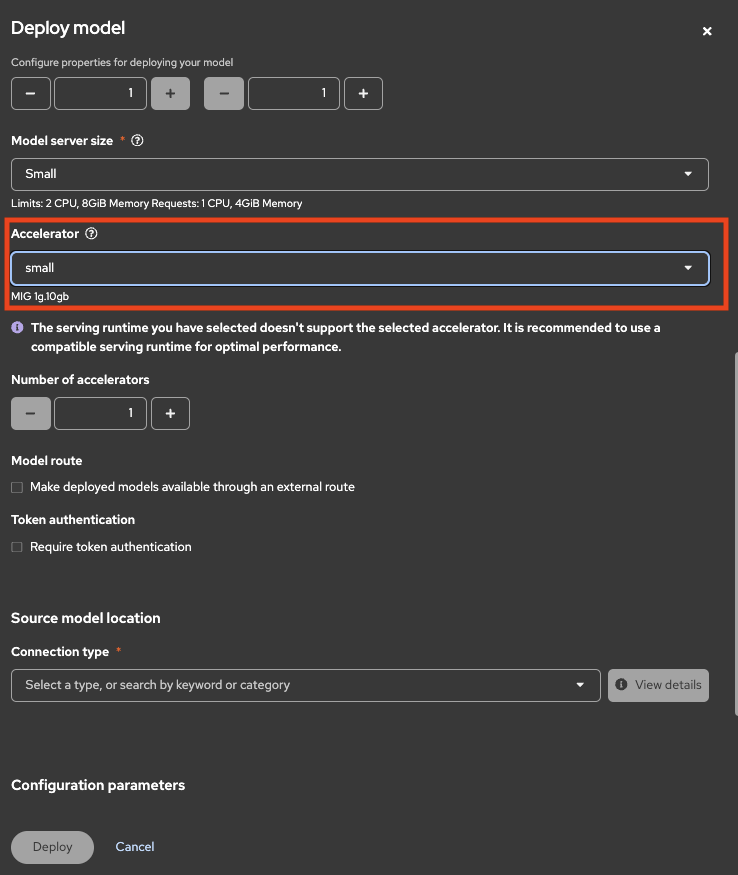 Deploy model
Configure properties for deploying your model
1 1
Model server size *
Small
Limits: 2 CPU, 8GiB Memory Requests: 1 CPU, 4GiB Memory
Accelerator
small
MIG 1g.10gb
The serving runtime you have selected doesn't support the selected accelerator. It is recommended to use a
compatible serving runtime for optimal performance.
Number of accelerators
1
Model route
Make deployed models available through an external route
Token authentication
Require token authentication
Source model location
Connection type *
Select a type, or search by keyword or category View details
Configuration parameters
Deploy Cancel